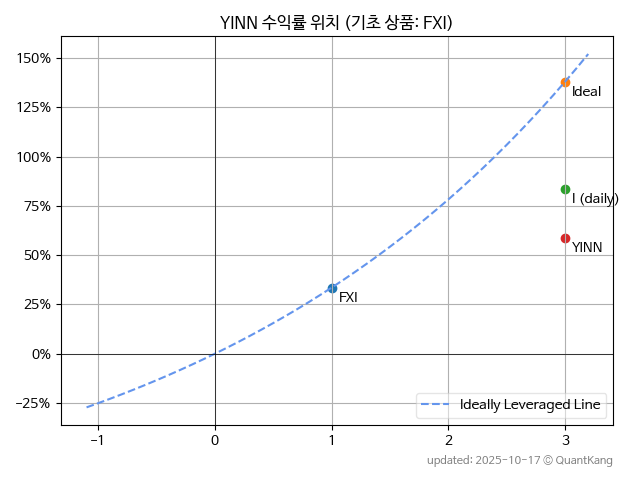 YINN 수익률 위치 (기초 상품: FXI)
150%
125%
100%
75%
50%
25%
0%
−25%
Ideal
I (daily)
YINN
FXI
Ideally Leveraged Line
−1
0
1
2
3
updated: 2025-10-17 © QuantKang